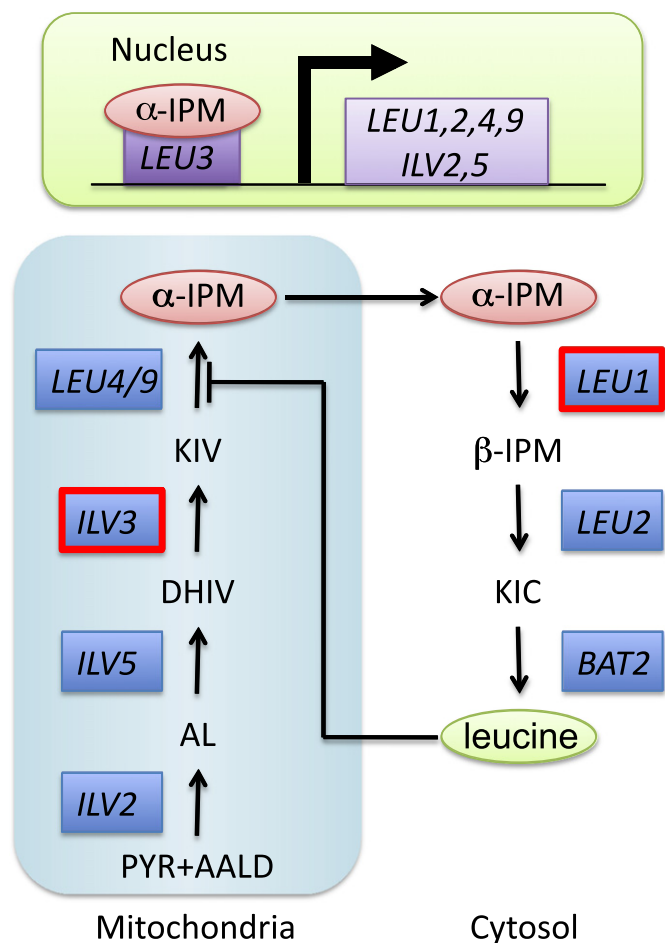 Nucleus
α-IPM
LEU3
LEU1,2,4,9
ILV2,5
α-IPM
α-IPM
LEU4/9
LEU1
KIV
β-IPM
ILV3
LEU2
DHIV
KIC
ILV5
BAT2
AL
leucine
ILV2
PYR+AALD
Mitochondria
Cytosol